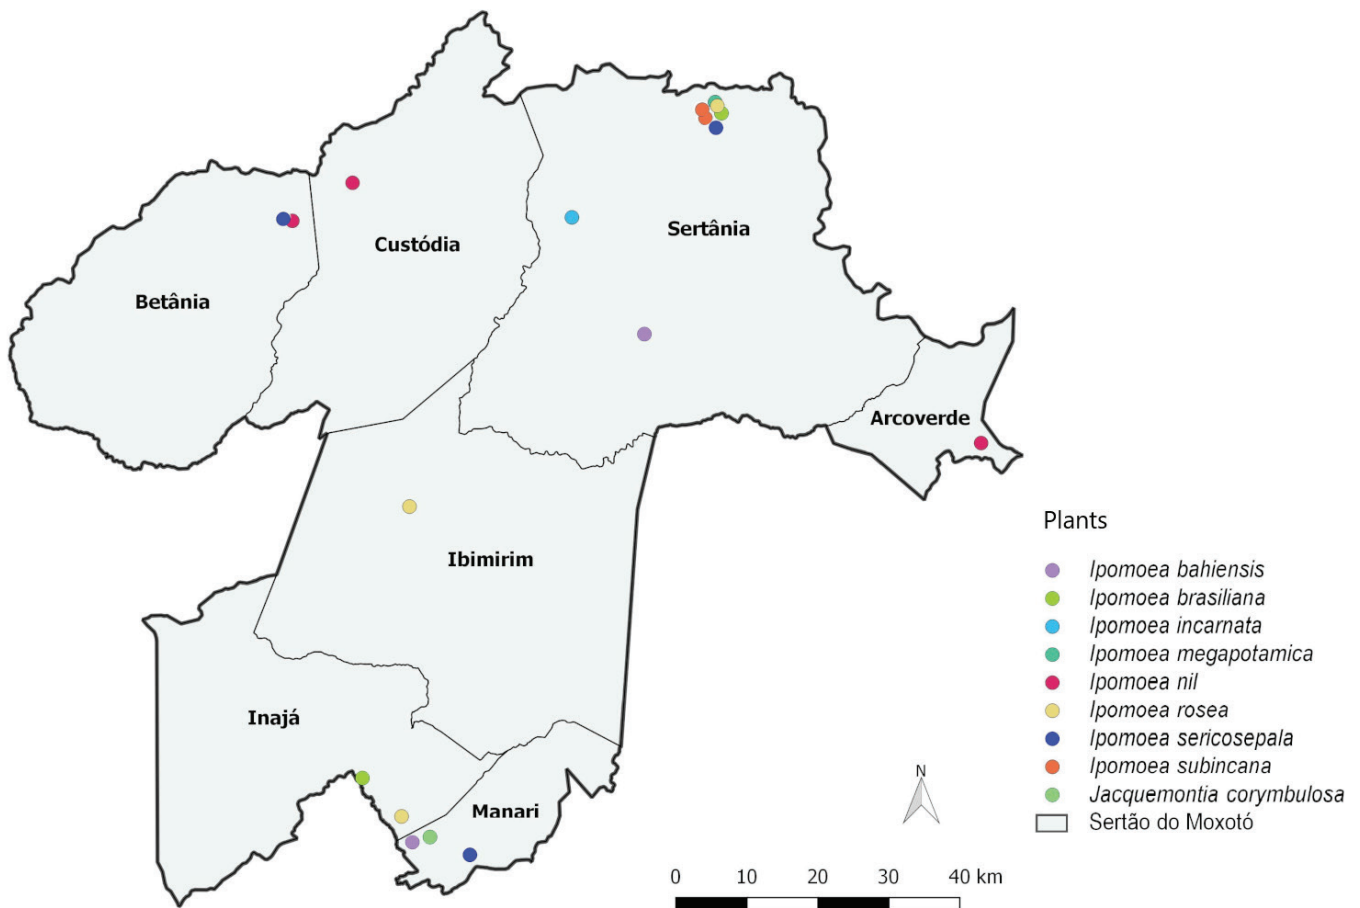 Sertânia
Custódia
Betânia
Arcoverde
Ibimirim
Inajá
Manari
Plants
Ipomoea bahiensis
Ipomoea brasiliana
Ipomoea incarnata
Ipomoea megapotamica
Ipomoea nil
Ipomoea rosea
Ipomoea sericosepala
Ipomoea subincana
Jacquemontia corymbulosa
Sertão do Moxotó
N
0 10 20 30 40 km